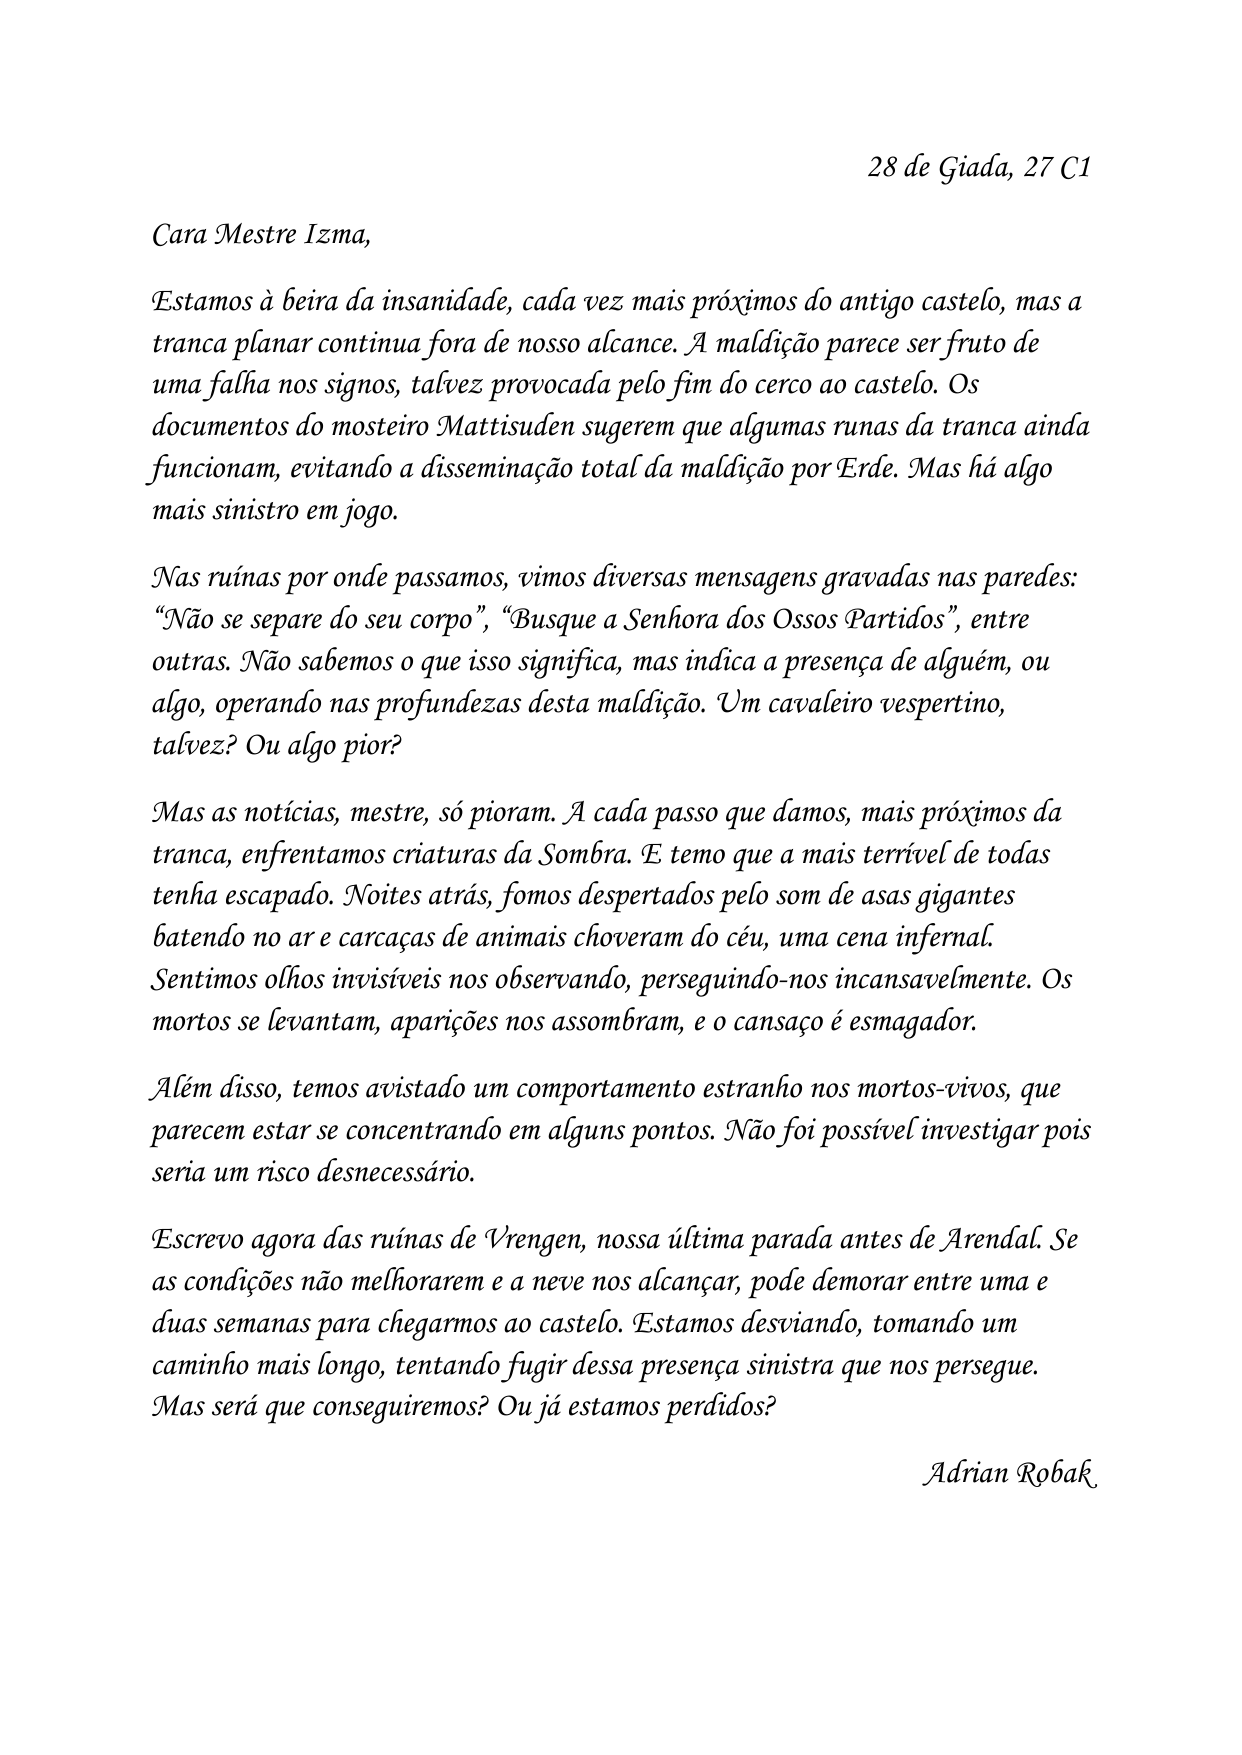 28 de Giada, 27 C1
Cara Mestre Izma,
Estamos à beira da insanidade, cada vez mais próximos do antigo castelo, mas a
tranca planar continua fora de nosso alcance. A maldição parece ser fruto de
uma falha nos signos, talvez provocada pelo fim do cerco ao castelo. Os
documentos do mosteiro Mattisuden sugerem que algumas runas da tranca ainda
funcionam, evitando a disseminação total da maldição por Erde. Mas há algo
mais sinistro em jogo.
Nas ruínas por onde passamos, vimos diversas mensagens gravadas nas paredes:
“Não se separe do seu corpo”, “Busque a Senhora dos Ossos Partidos”, entre
outras. Não sabemos o que isso significa, mas indica a presença de alguém, ou
algo, operando nas profundezas desta maldição. Um cavaleiro vespertino,
talvez? Ou algo pior?
Mas as notícias, mestre, só pioram. A cada passo que damos, mais próximos da
tranca, enfrentamos criaturas da Sombra. E temo que a mais terrível de todas
tenha escapado. Noites atrás, fomos despertados pelo som de asas gigantes
batendo no ar e carcaças de animais choveram do céu, uma cena infernal.
Sentimos olhos invisíveis nos observando, perseguindo-nos incansavelmente. Os
mortos se levantam, aparições nos assombram, e o cansaço é esmagador.
Além disso, temos avistado um comportamento estranho nos mortos-vivos, que
parecem estar se concentrando em alguns pontos. Não foi possível investigar pois
seria um risco desnecessário.
Escrevo agora das ruínas de Vrengen, nossa última parada antes de Arendal. Se
as condições não melhorarem e a neve nos alcançar, pode demorar entre uma e
duas semanas para chegarmos ao castelo. Estamos desviando, tomando um
caminho mais longo, tentando fugir dessa presença sinistra que nos persegue.
Mas será que conseguiremos? Ou já estamos perdidos?
Adrian Robak